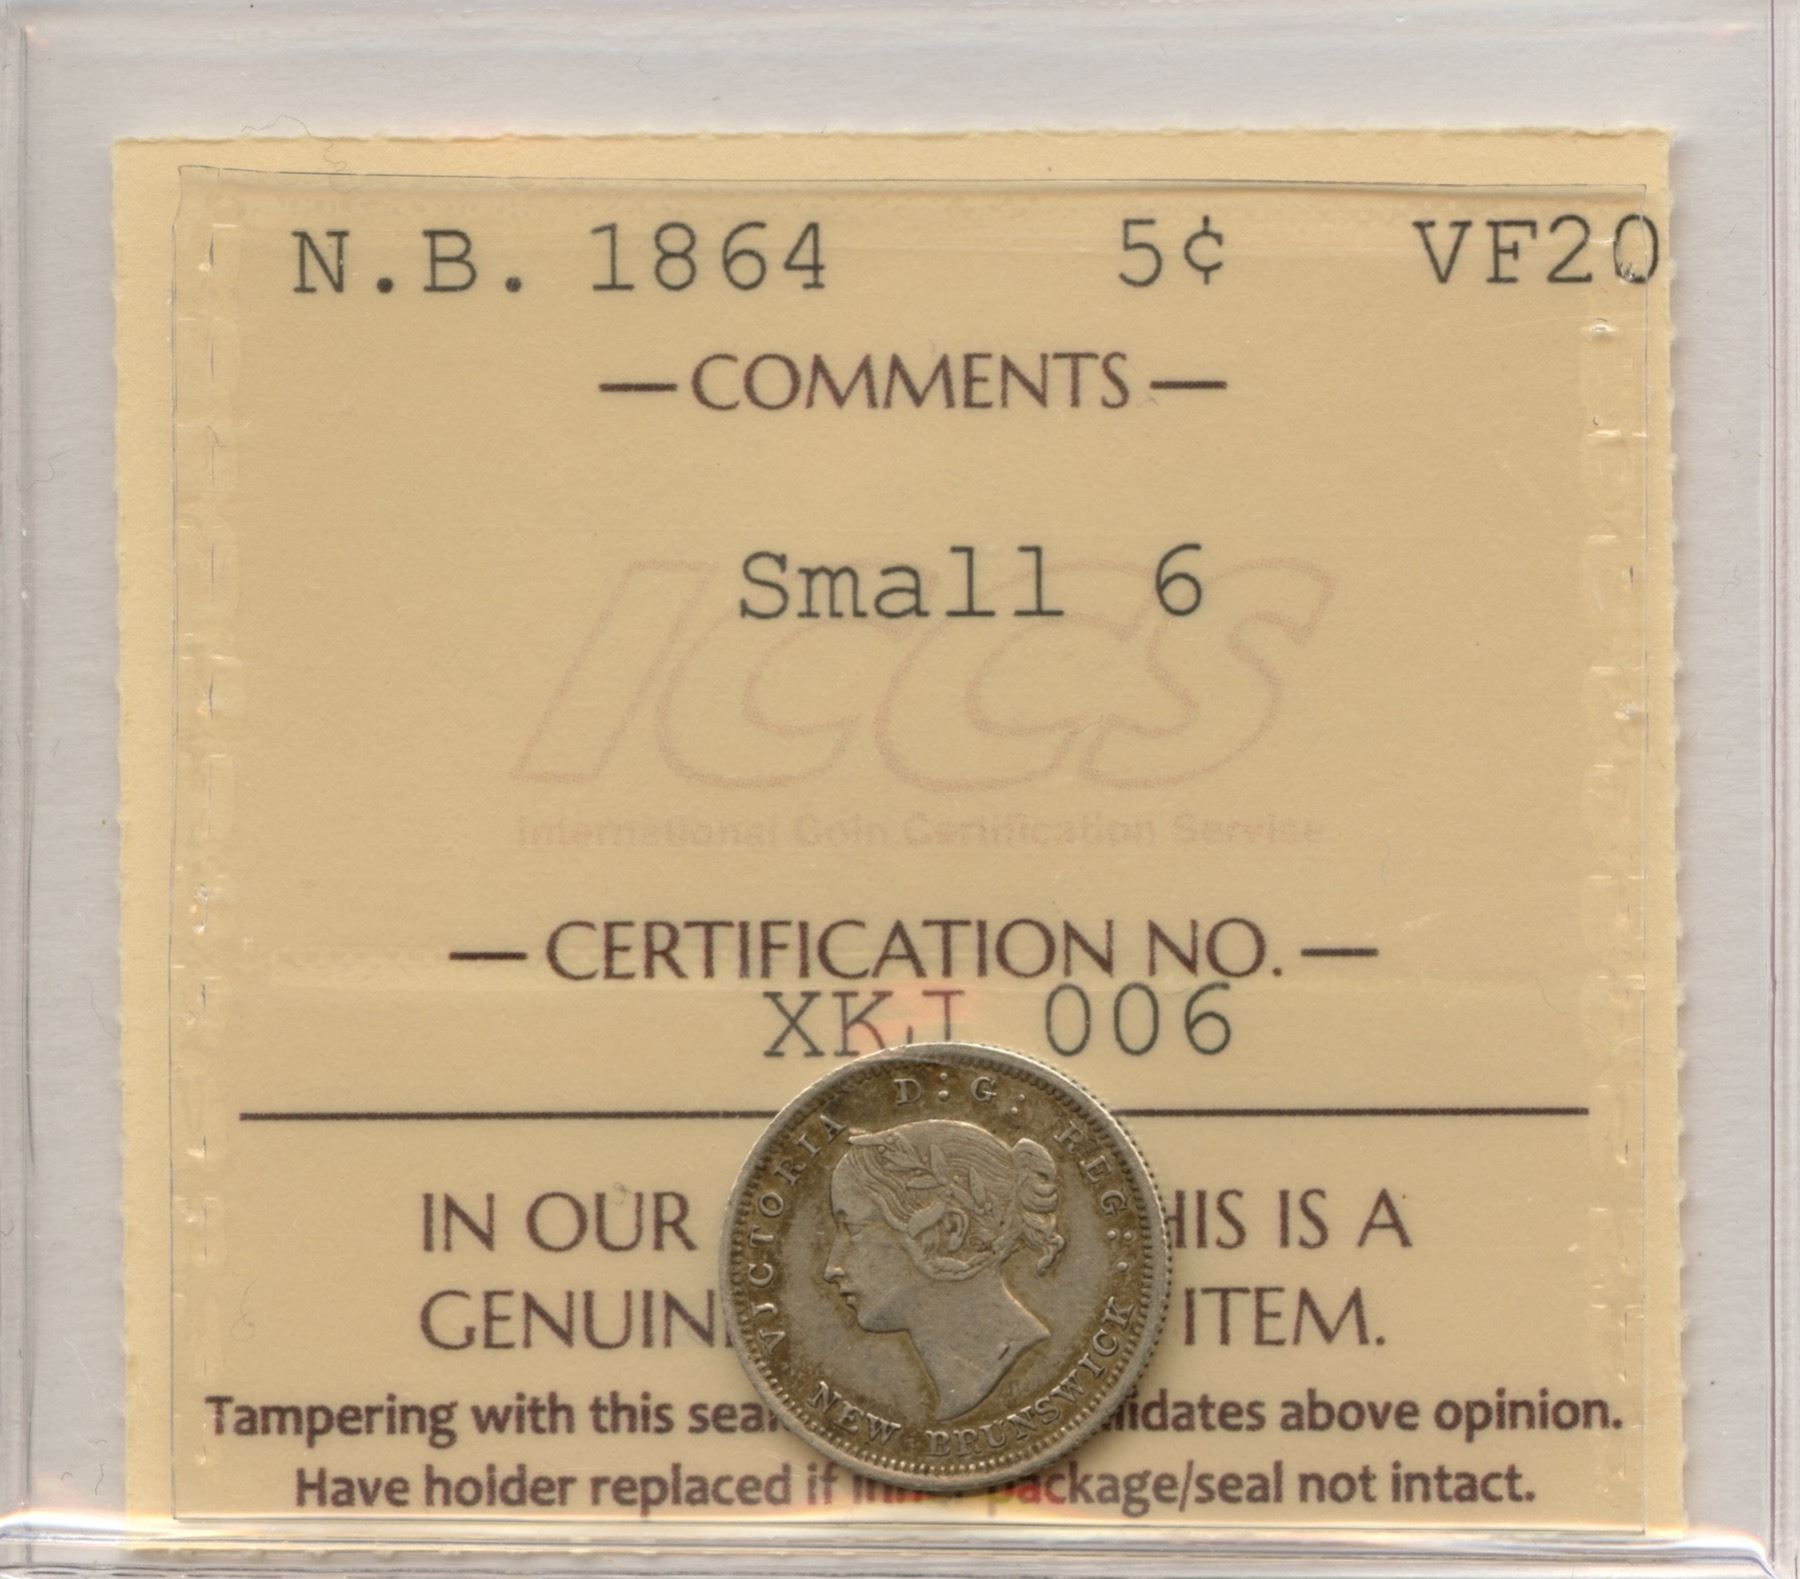 N.B. 1864 5¢ VF20
— COMMENTS —
Small 6
ICCS
International Coin Certification Service
— CERTIFICATION NO. —
XKJ 006
IN OUR HIS IS A
GENUIN ITEM.
Tampering with this sea idates above opinion.
Have holder replaced if inner package/seal not intact.
VICTORIA D:G: REG::
NEW BRUNSWICK